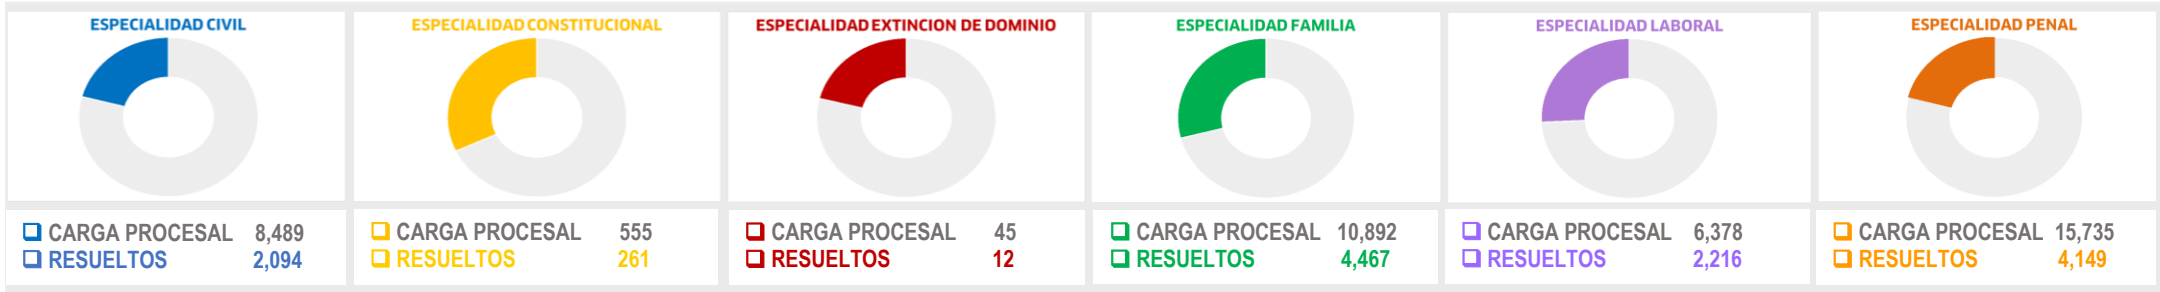 ESPECIALIDAD CIVIL
CARGA PROCESAL 8,489
RESUELTOS 2,094
ESPECIALIDAD CONSTITUCIONAL
CARGA PROCESAL 555
RESUELTOS 261
ESPECIALIDAD EXTINCION DE DOMINIO
CARGA PROCESAL 45
RESUELTOS 12
ESPECIALIDAD FAMILIA
CARGA PROCESAL 10,892
RESUELTOS 4,467
ESPECIALIDAD LABORAL
CARGA PROCESAL 6,378
RESUELTOS 2,216
ESPECIALIDAD PENAL
CARGA PROCESAL 15,735
RESUELTOS 4,149